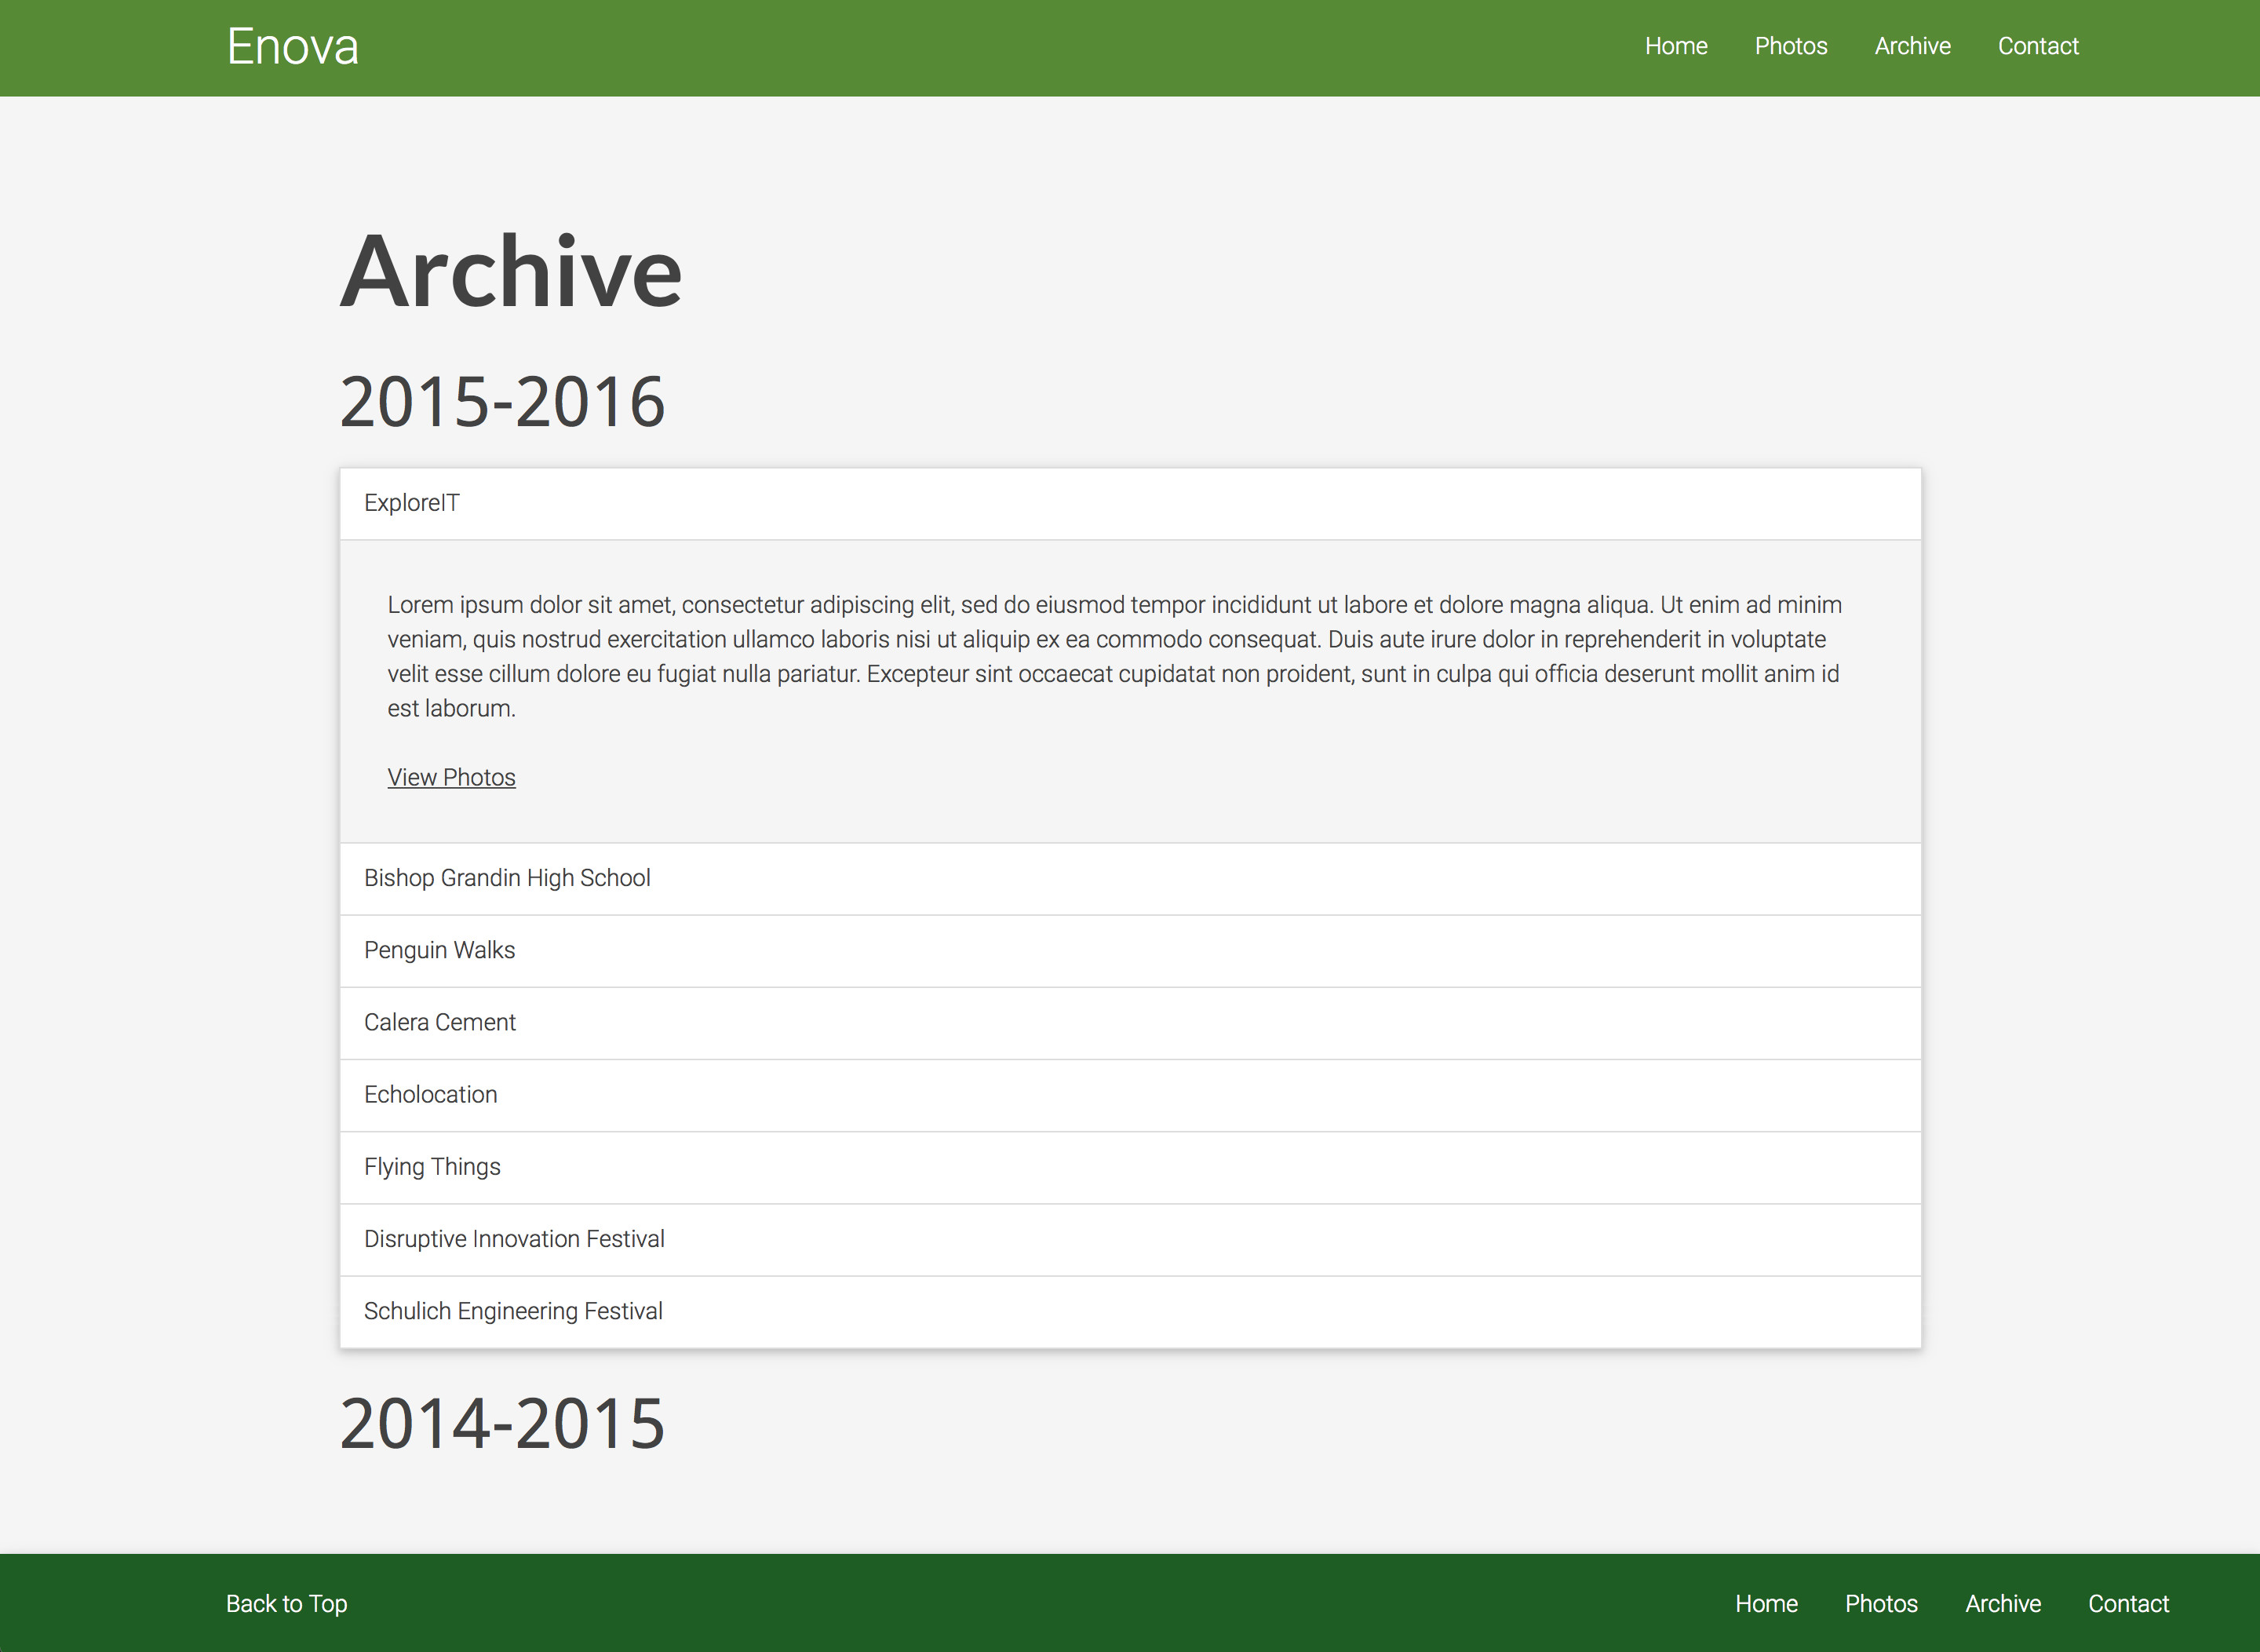 Enova
Home Photos Archive Contact
Archive
2015-2016
ExploreIT
Lorem ipsum dolor sit amet, consectetur adipiscing elit, sed do eiusmod tempor incididunt ut labore et dolore magna aliqua. Ut enim ad minim
veniam, quis nostrud exercitation ullamco laboris nisi ut aliquip ex ea commodo consequat. Duis aute irure dolor in reprehenderit in voluptate
velit esse cillum dolore eu fugiat nulla pariatur. Excepteur sint occaecat cupidatat non proident, sunt in culpa qui officia deserunt mollit anim id
est laborum.
View Photos
Bishop Grandin High School
Penguin Walks
Calera Cement
Echolocation
Flying Things
Disruptive Innovation Festival
Schulich Engineering Festival
2014-2015
Back to Top
Home Photos Archive Contact